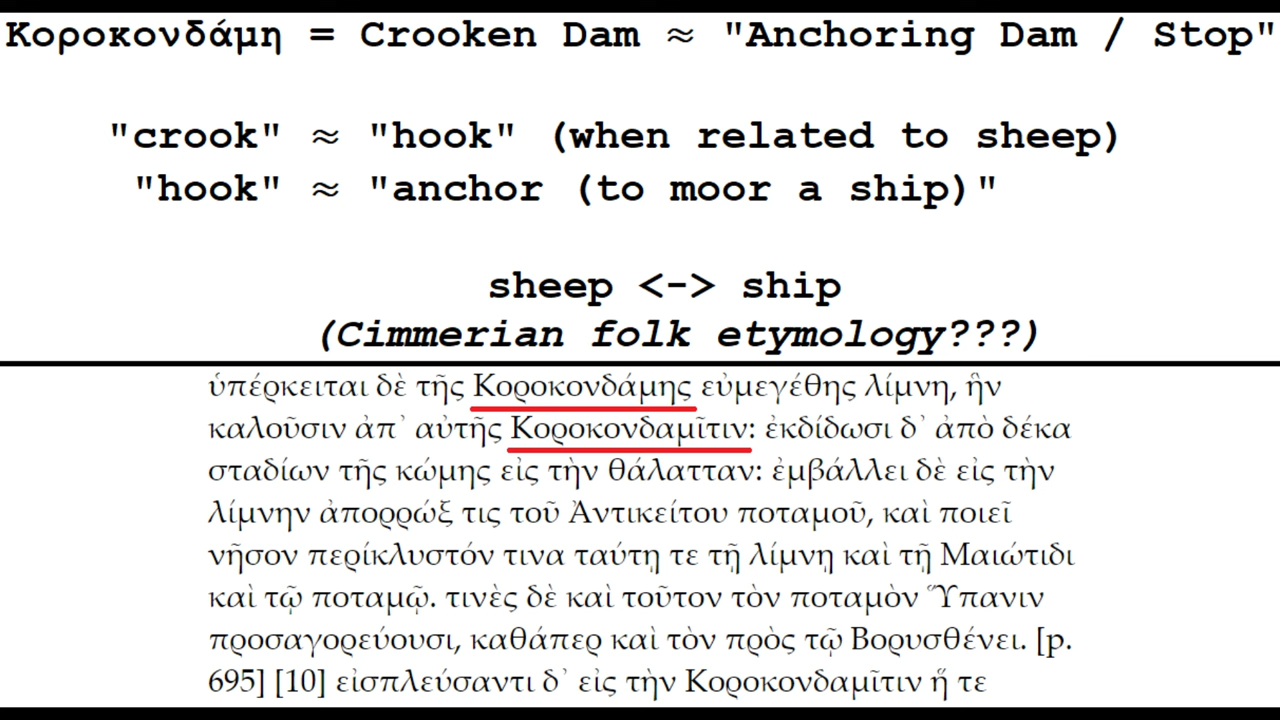 Κοροκονδάμη = Crooken Dam ≈ "Anchoring Dam / Stop"
"crook" ≈ "hook" (when related to sheep)
"hook" ≈ "anchor (to moor a ship)"
sheep <-> ship
(Cimmerian folk etymology???)
ὑπέρκειται δὲ τῆς Κοροκονδάμης εὐμεγέθης λίμνη, ἣν
καλοῦσιν ἀπ᾽ αὐτῆς Κοροκονδαμῖτιν: ἐκδίδωσι δ᾽ ἀπὸ δέκα
σταδίων τῆς κώμης εἰς τὴν θάλατταν: ἐμβάλλει δὲ εἰς τὴν
λίμνην ἀπορρώξ τις τοῦ Ἀντικείτου ποταμοῦ, καὶ ποιεῖ
νῆσον περίκλυστόν τινα ταύτῃ τε τῇ λίμνῃ καὶ τῇ Μαιώτιδι
καὶ τῷ ποταμῷ. τινὲς δὲ καὶ τοῦτον τὸν ποταμὸν Ὕπανιν
προσαγορεύουσι, καθάπερ καὶ τὸν πρὸς τῷ Βορυσθένει. [p.
695] [10] εἰσπλεύσαντι δ᾽ εἰς τὴν Κοροκονδαμῖτιν ἥ τε